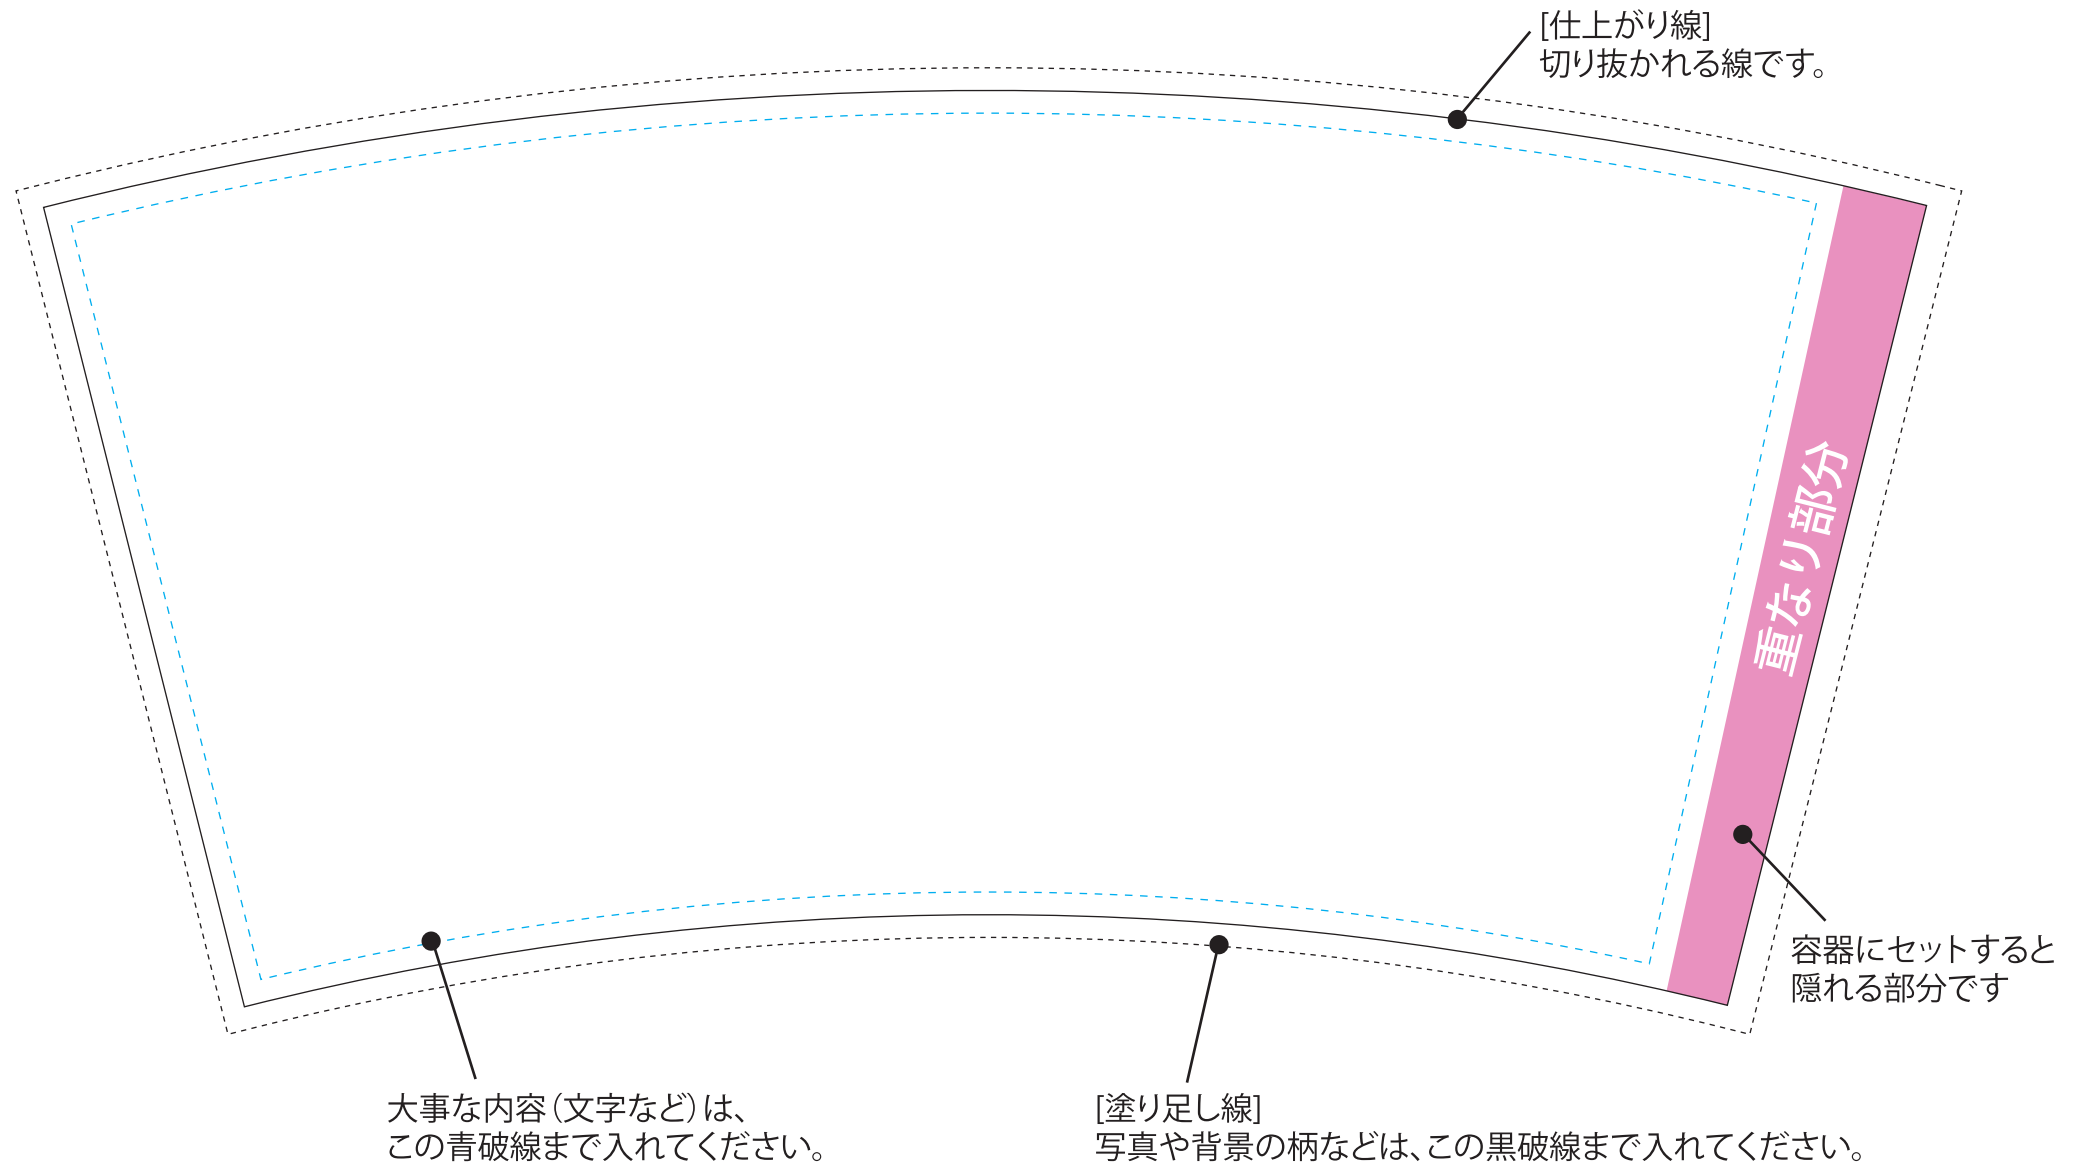 [仕上がり線]
切り抜かれる線です。
重なり部分
容器にセットすると
隠れる部分です
大事な内容（文字など）は、
この青破線まで入れてください。
[塗り足し線]
写真や背景の柄などは、この黒破線まで入れてください。